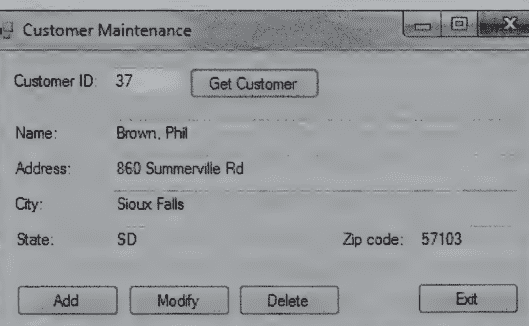 Customer Maintenance
Customer ID: 37 Get Customer
Name: Brown, Phil
Address: 860 Summerville Rd
City: Sioux Falls
State: SD Zip code: 57103
Add Modify Delete Exit